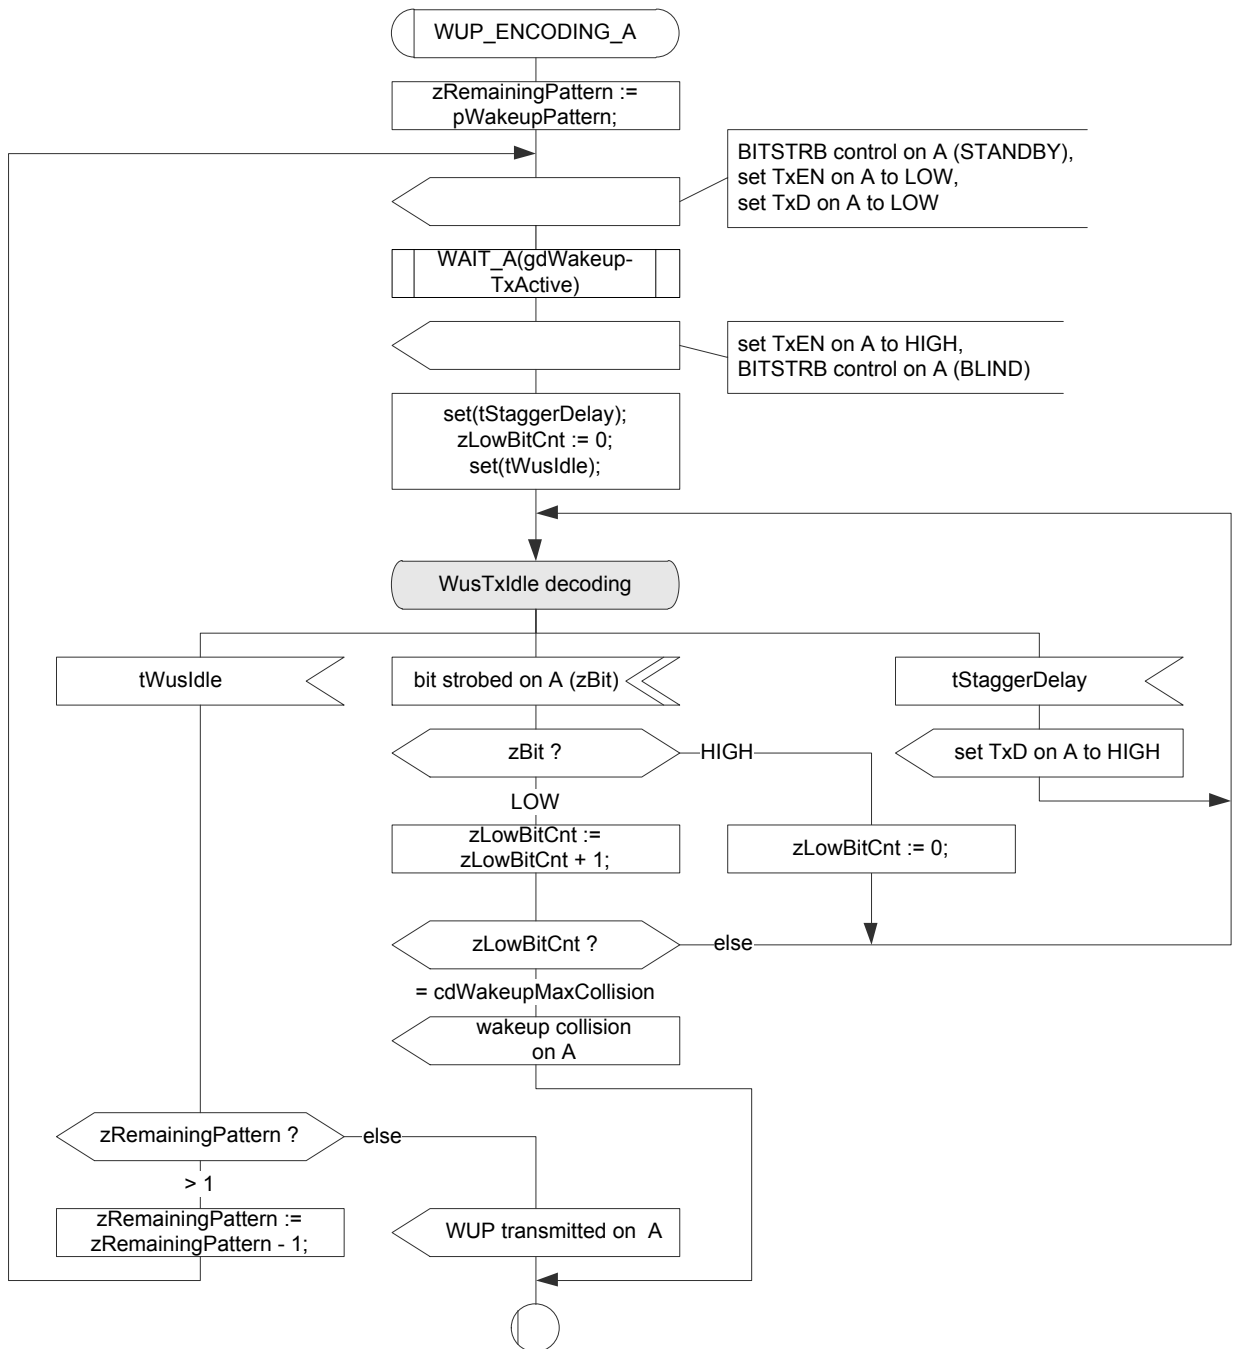 WUP_ENCODING_A
zRemainingPattern :=
pWakeupPattern;
BITSTRB control on A (STANDBY),
set TxEN on A to LOW,
set TxD on A to LOW
WAIT_A(gdWakeup-
TxActive)
set TxEN on A to HIGH,
BITSTRB control on A (BLIND)
set(tStaggerDelay);
zLowBitCnt := 0;
set(tWusIdle);
WusTxIdle decoding
tWusIdle
bit strobed on A (zBit)
tStaggerDelay
zBit ?
HIGH
set TxD on A to HIGH
LOW
zLowBitCnt :=
zLowBitCnt + 1;
zLowBitCnt := 0;
zLowBitCnt ?
else
= cdWakeupMaxCollision
wakeup collision
on A
zRemainingPattern ?
else
> 1
zRemainingPattern :=
zRemainingPattern - 1;
WUP transmitted on A